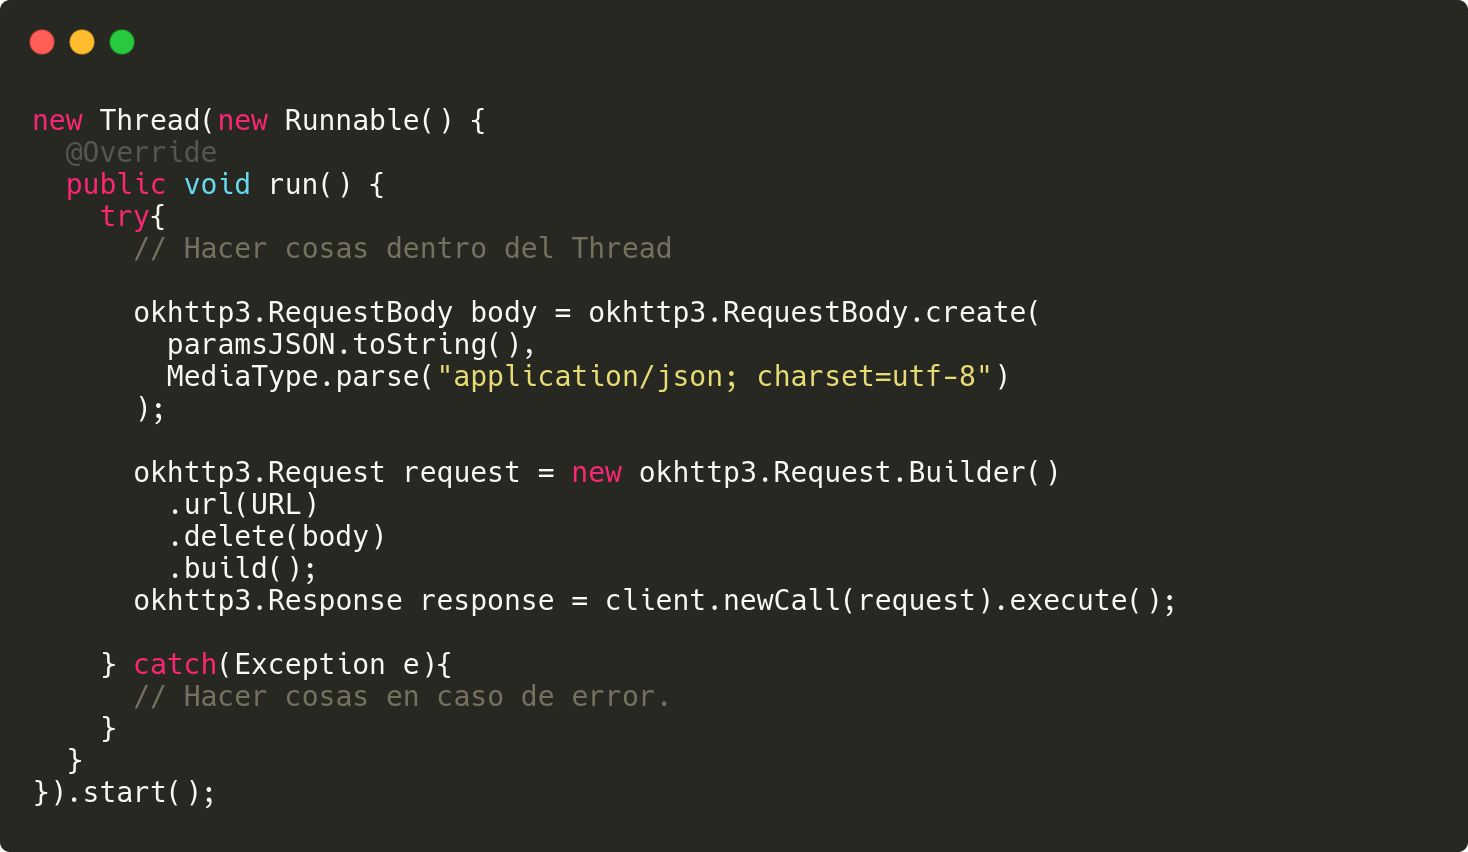 new Thread(new Runnable() {
  @Override
  public void run() {
    try{
      // Hacer cosas dentro del Thread

      okhttp3.RequestBody body = okhttp3.RequestBody.create(
        paramsJSON.toString(),
        MediaType.parse("application/json; charset=utf-8")
      );

      okhttp3.Request request = new okhttp3.Request.Builder()
        .url(URL)
        .delete(body)
        .build();
      okhttp3.Response response = client.newCall(request).execute();

    } catch(Exception e){
      // Hacer cosas en caso de error.
    }
  }
}).start();